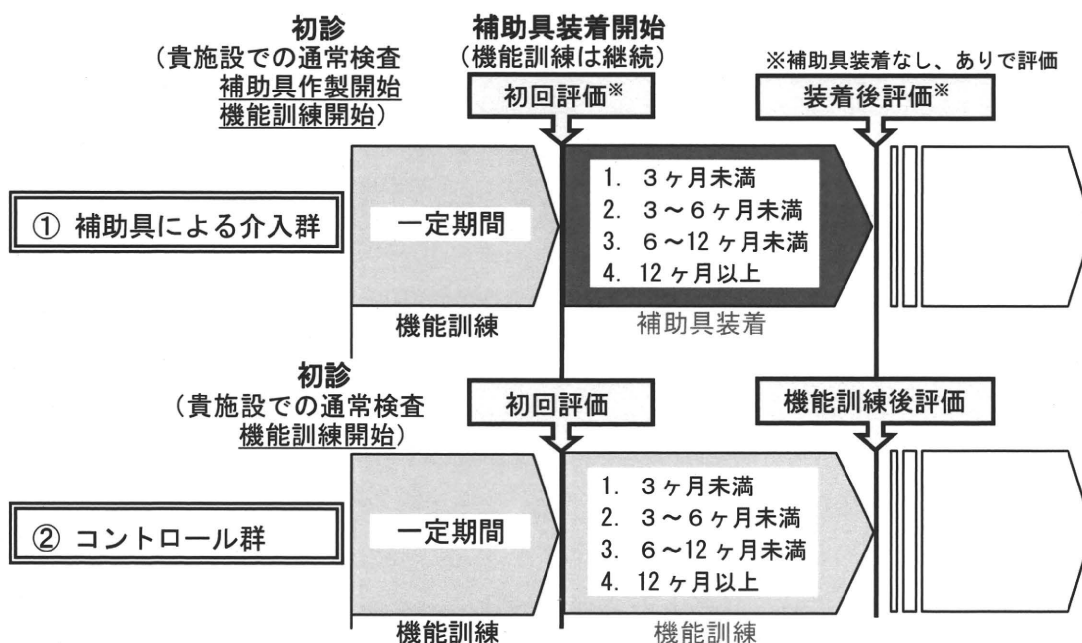 初診
(貴施設での通常検査
補助具作製開始
機能訓練開始)
補助具装着開始
(機能訓練は継続)
※補助具装着なし、ありで評価
初回評価※
装着後評価※
① 補助具による介入群
一定期間
1. 3ヶ月未満
2. 3～6ヶ月未満
3. 6～12ヶ月未満
4. 12ヶ月以上
機能訓練
補助具装着
初診
(貴施設での通常検査
機能訓練開始)
初回評価
機能訓練後評価
② コントロール群
一定期間
1. 3ヶ月未満
2. 3～6ヶ月未満
3. 6～12ヶ月未満
4. 12ヶ月以上
機能訓練
機能訓練